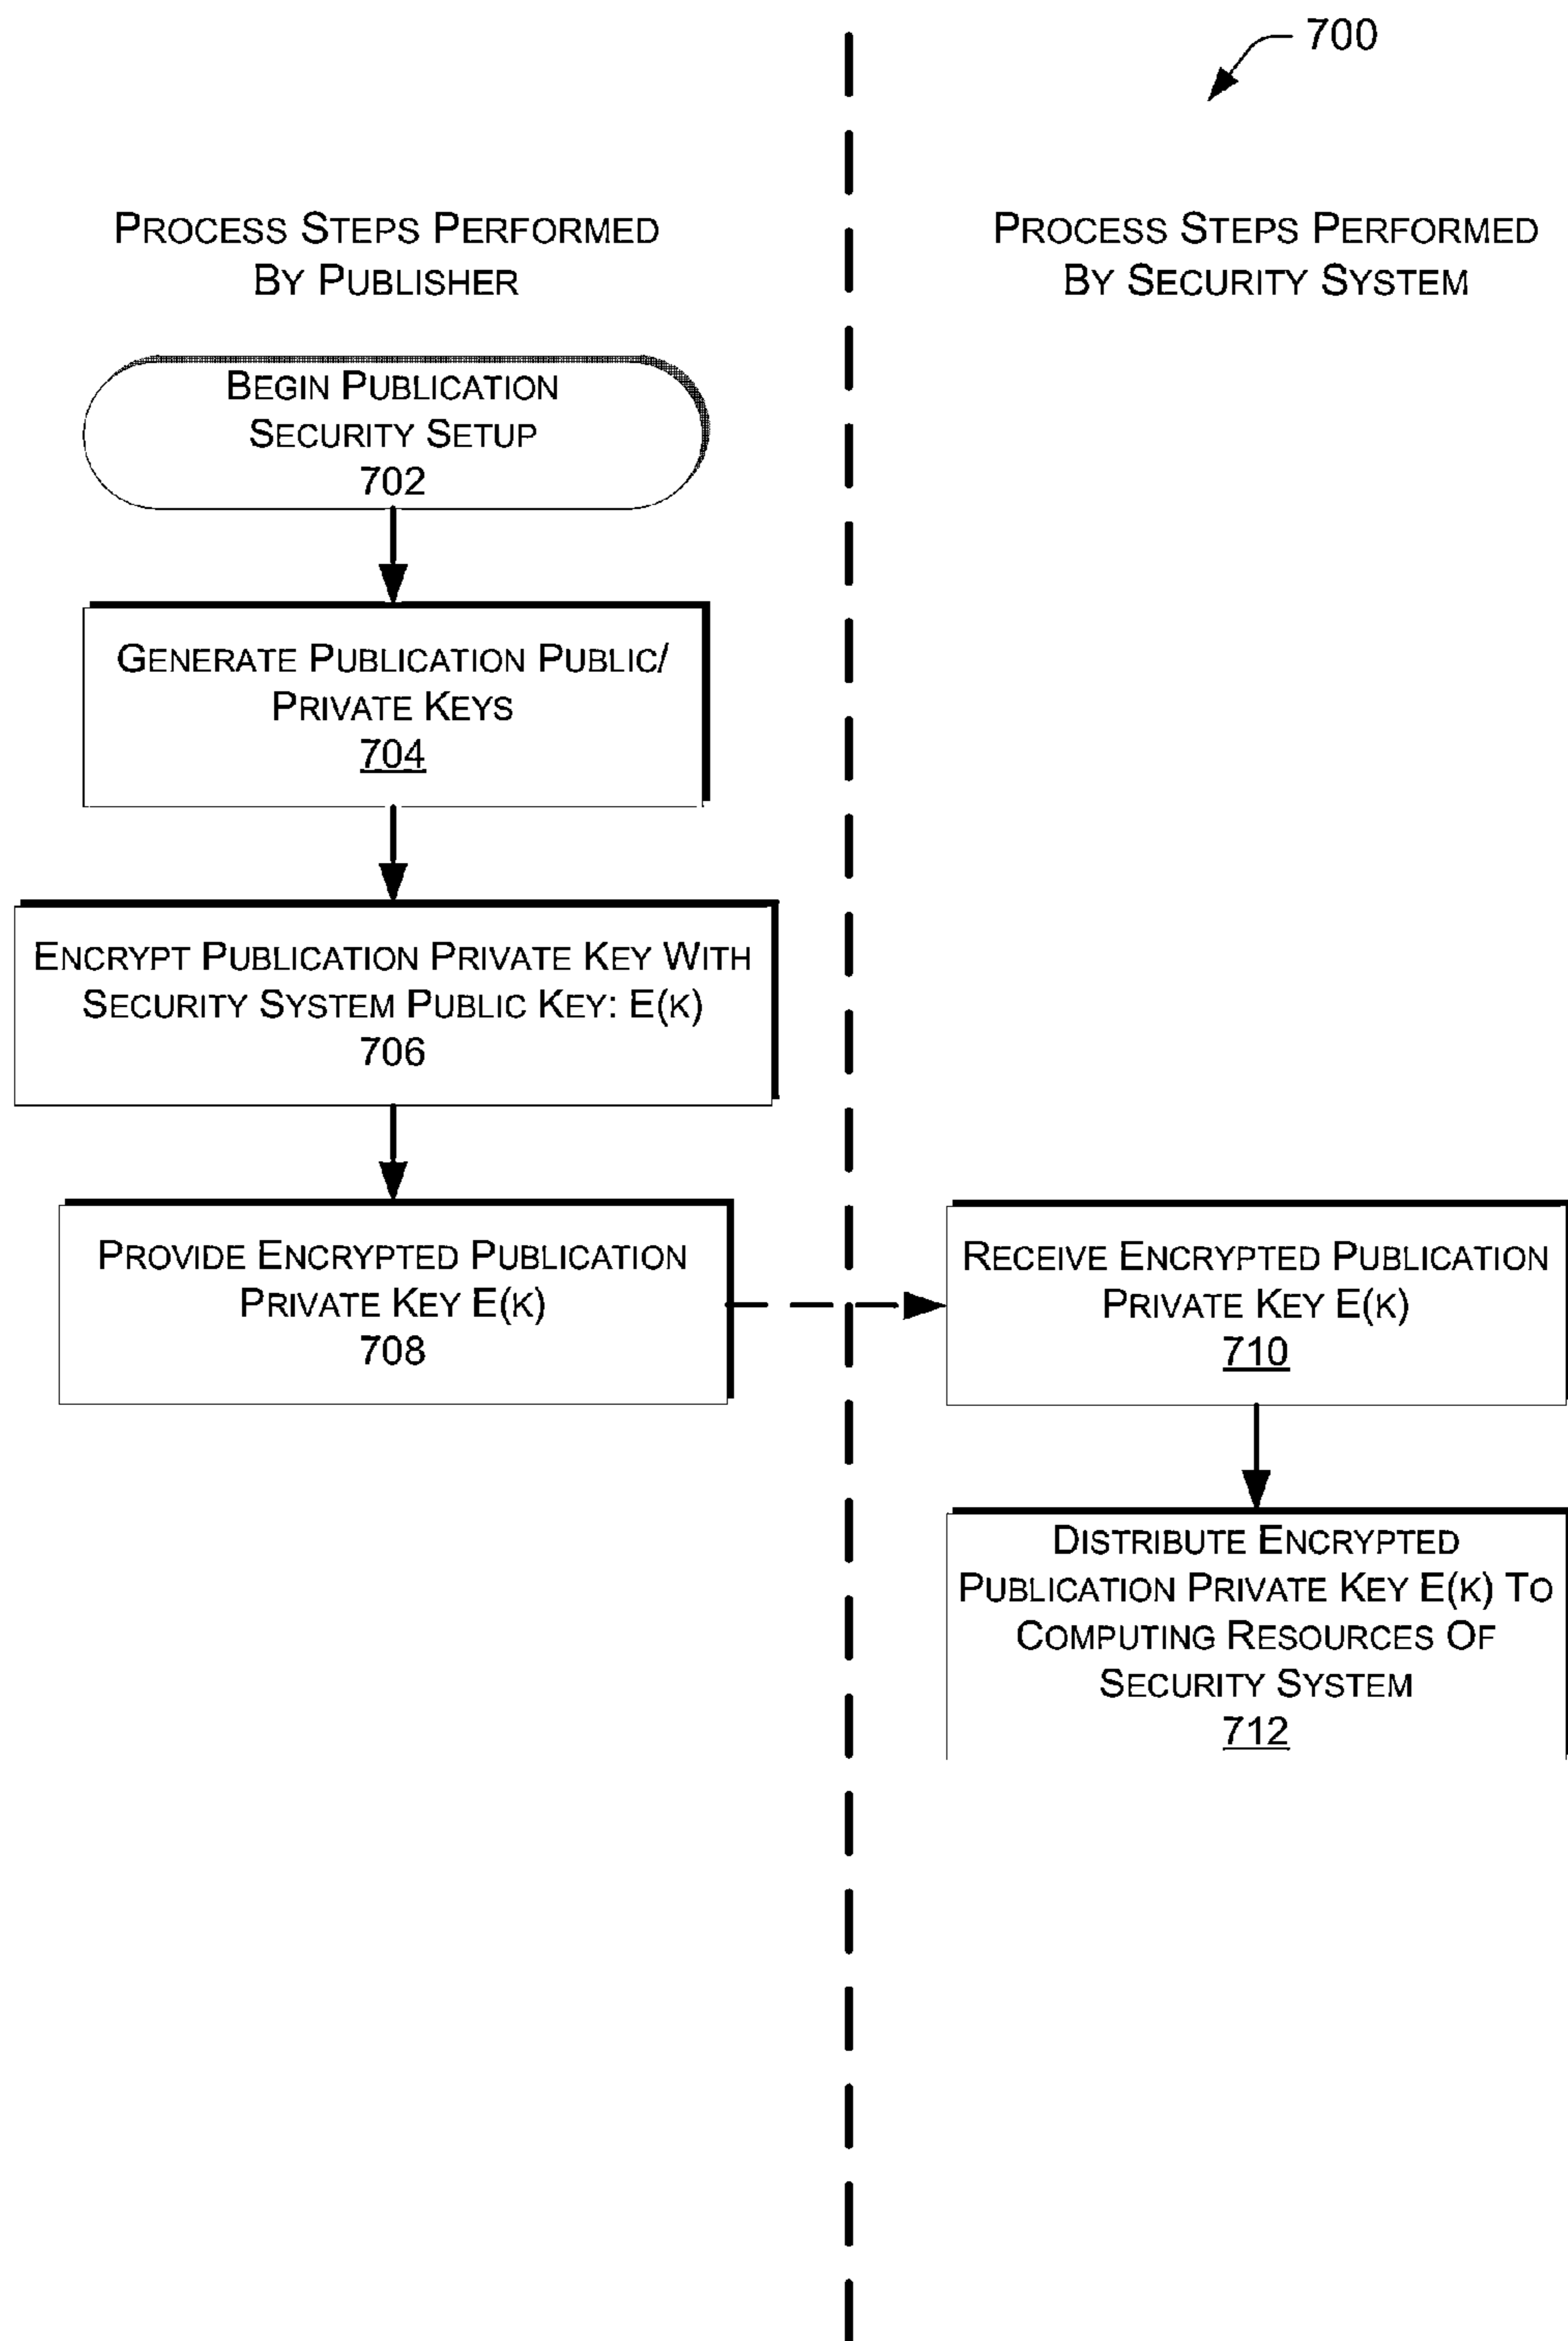 700
PROCESS STEPS PERFORMED
BY PUBLISHER
PROCESS STEPS PERFORMED
BY SECURITY SYSTEM
BEGIN PUBLICATION
SECURITY SETUP
702
GENERATE PUBLICATION PUBLIC/
PRIVATE KEYS
704
ENCRYPT PUBLICATION PRIVATE KEY WITH
SECURITY SYSTEM PUBLIC KEY: E(K)
706
PROVIDE ENCRYPTED PUBLICATION
PRIVATE KEY E(K)
708
RECEIVE ENCRYPTED PUBLICATION
PRIVATE KEY E(K)
710
DISTRIBUTE ENCRYPTED
PUBLICATION PRIVATE KEY E(K) TO
COMPUTING RESOURCES OF
SECURITY SYSTEM
712